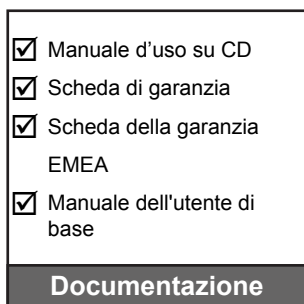 Manuale d’uso su CD
Scheda di garanzia
Scheda della garanzia
EMEA
Manuale dell'utente di
base
Documentazione